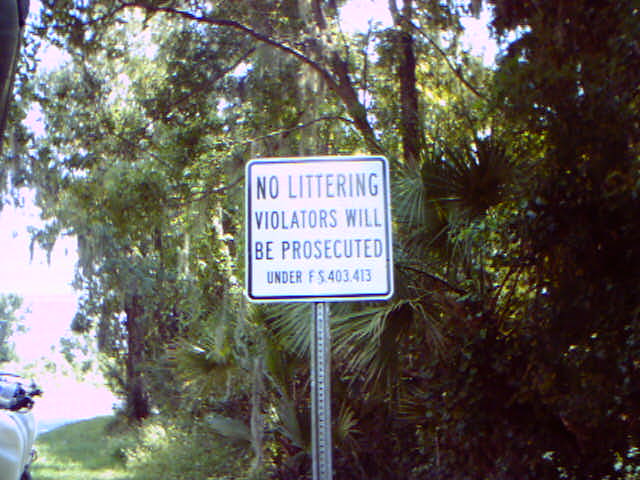 NO LITTERING
VIOLATORS WILL
BE PROSECUTED
UNDER F.S.403.413